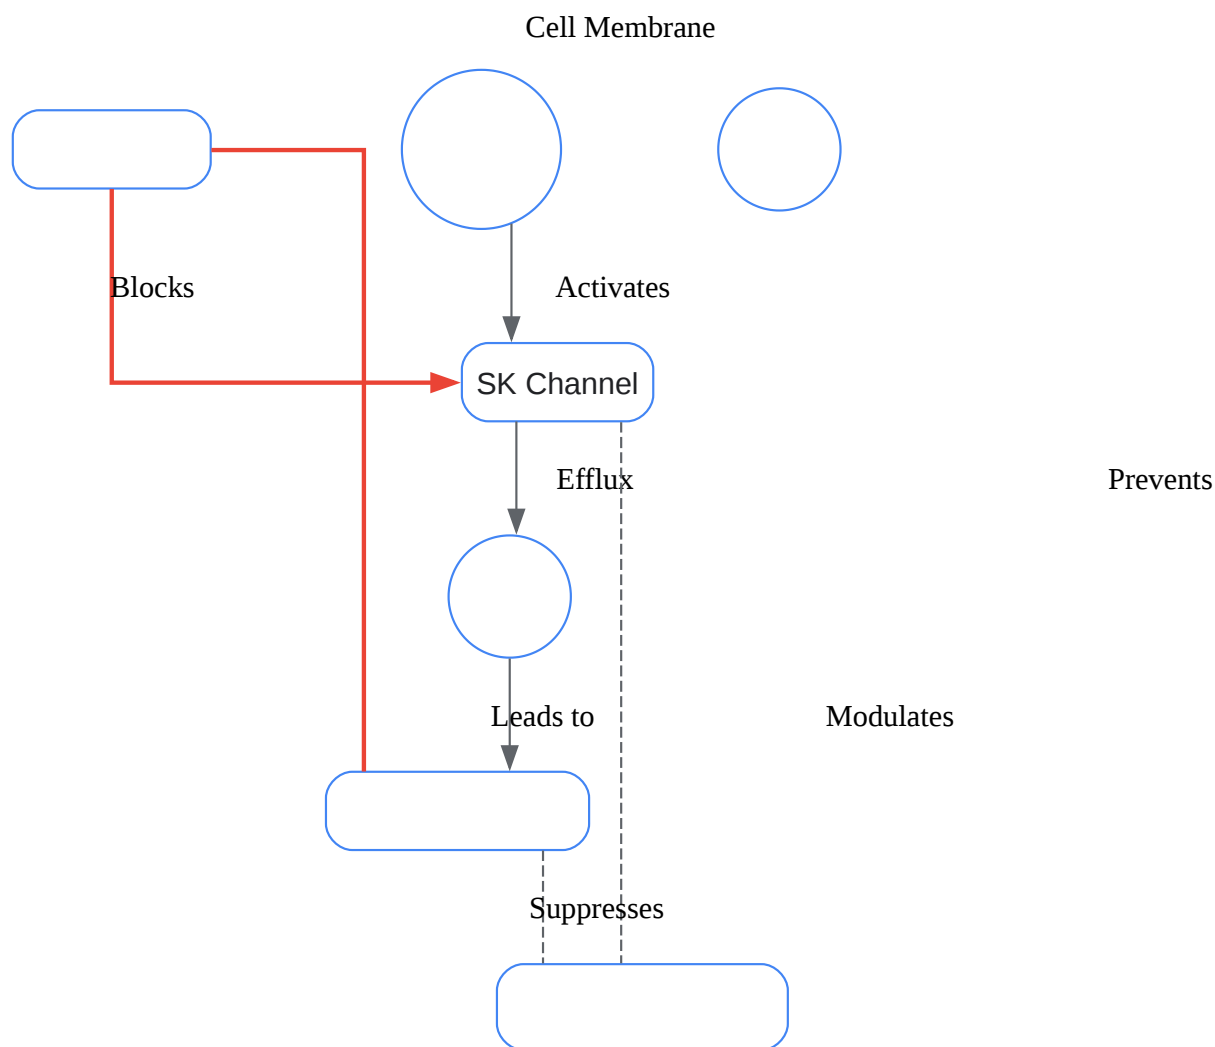 Cell Membrane
Blocks
Activates
SK Channel
Efflux
Prevents
Leads to
Modulates
Suppresses